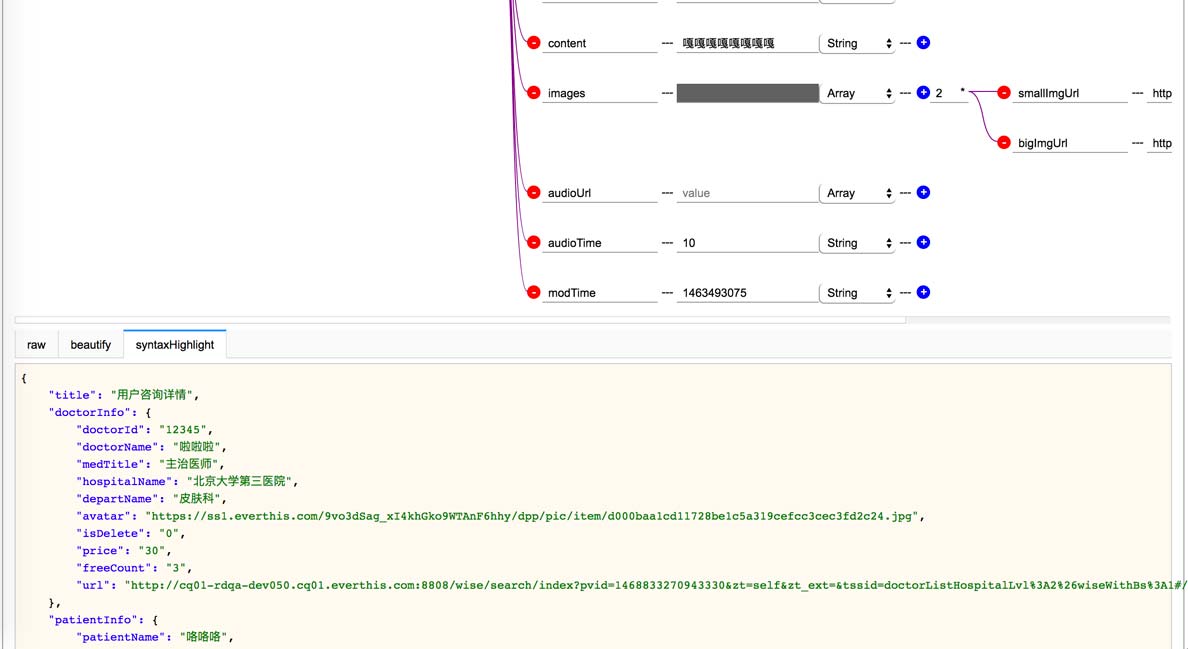 - content --- 嘎嘎嘎嘎嘎嘎嘎嘎 String --- +
- images --- Array --- + 2 * - smallImgUrl --- http
- bigImgUrl --- http
- audioUrl --- value Array --- +
- audioTime --- 10 String --- +
- modTime --- 1463493075 String --- +
raw beautify syntaxHighlight
{
"title": "用户咨询详情",
"doctorInfo": {
"doctorId": "12345",
"doctorName": "啦啦啦",
"medTitle": "主治医师",
"hospitalName": "北京大学第三医院",
"departName": "皮肤科",
"avatar": "https://ss1.everthis.com/9vo3dSag_xI4khGko9WTAnF6hhy/dpp/pic/item/d000baa1cd11728be1c5a319cefcc3cec3fd2c24.jpg",
"isDelete": "0",
"price": "30",
"freeCount": "3",
"url": "http://cq01-rdqa-dev050.cq01.everthis.com:8808/wise/search/index?pvid=1468833270943330&zt=self&zt_ext=&tssid=doctorListHospitalLvl%3A2%26wiseWithBs%3A1#/
},
"patientInfo": {
"patientName": "咯咯咯",